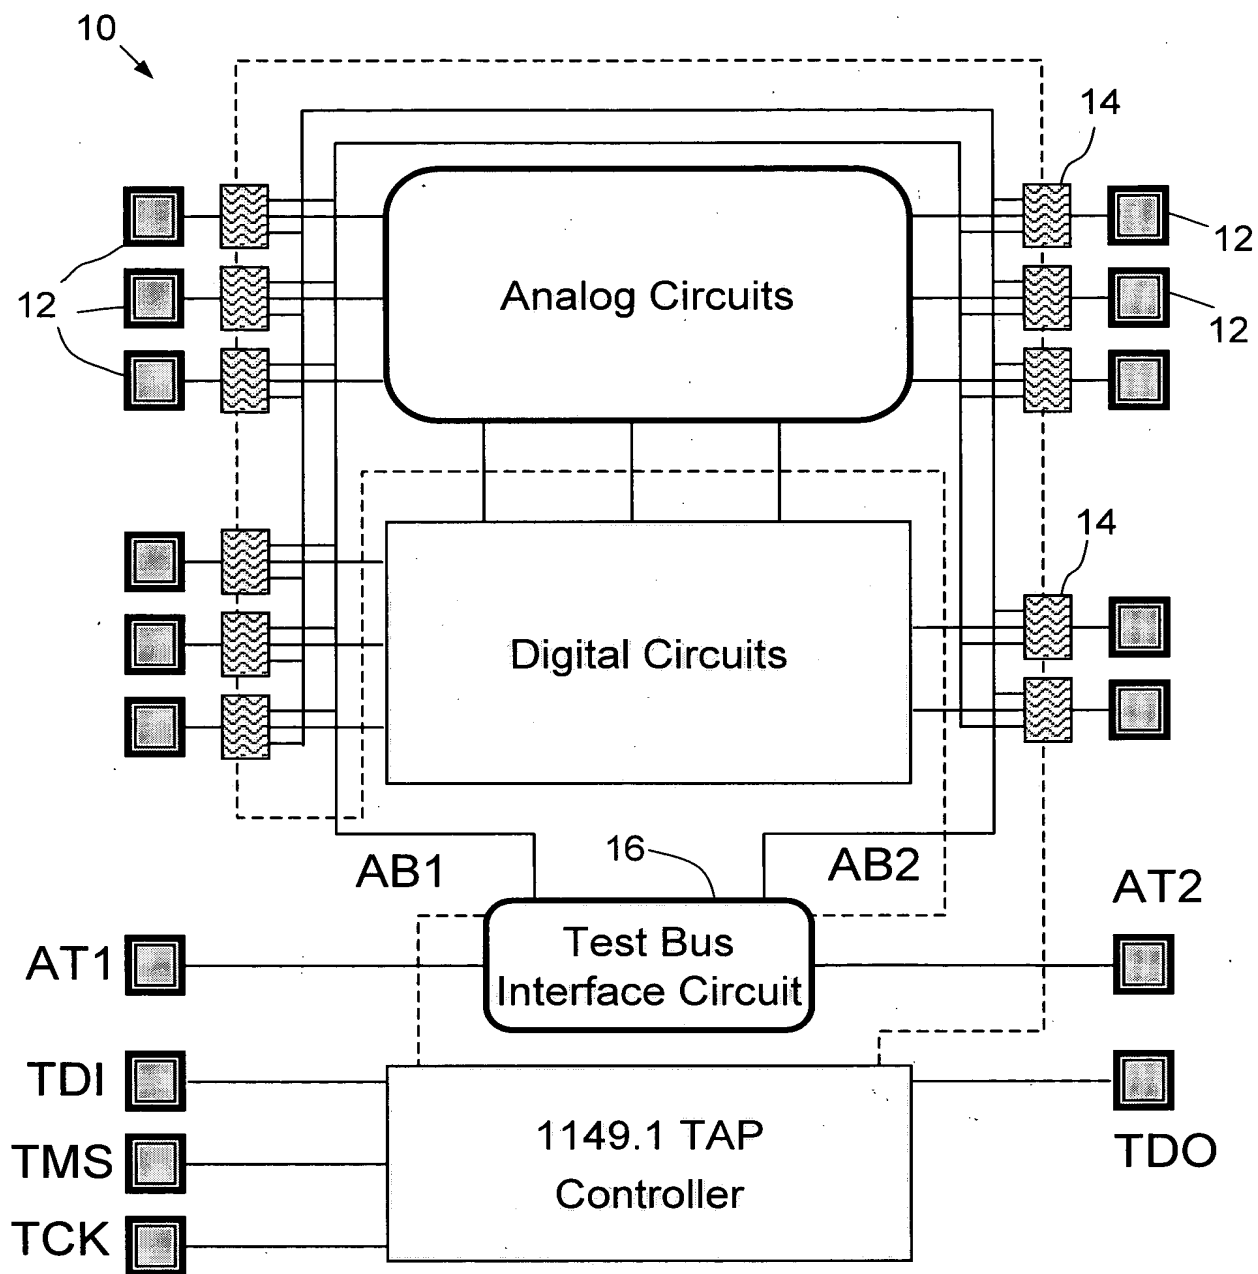 10
14
12
12
Analog Circuits
12
14
Digital Circuits
AB1
16
AB2
AT2
AT1
Test Bus
Interface Circuit
TDI
1149.1 TAP
Controller
TMS
TDO
TCK